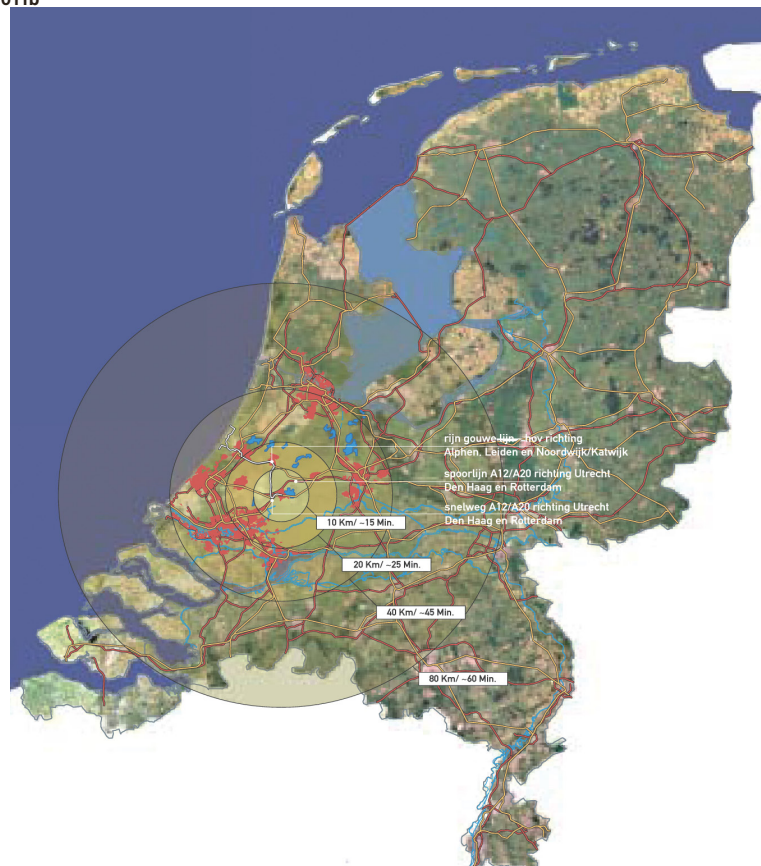 rijn gouwe lijn - hov richting
Alphen, Leiden en Noordwijk/Katwijk
spoorlijn A12/A20 richting Utrecht
Den Haag en Rotterdam
snelweg A12/A20 richting Utrecht
Den Haag en Rotterdam
10 Km/ ~15 Min.
20 Km/ ~25 Min.
40 Km/ ~45 Min.
80 Km/ ~60 Min.